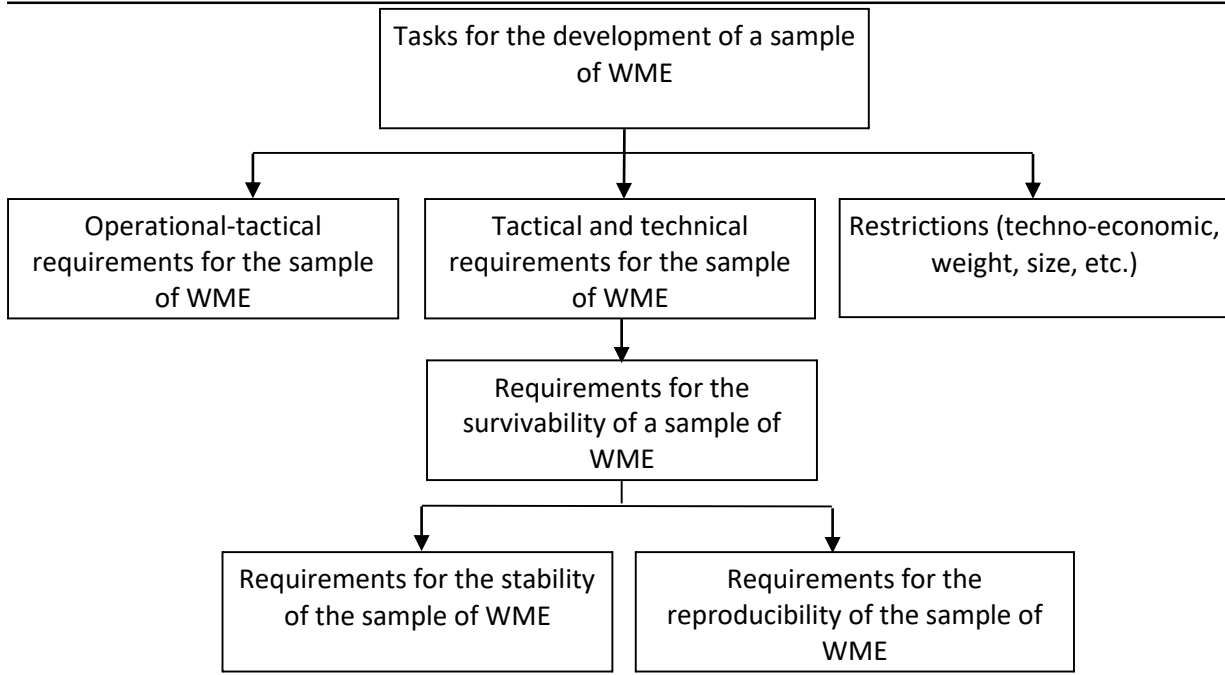 Tasks for the development of a sample
of WME
Operational-tactical
requirements for the sample
of WME
Tactical and technical
requirements for the sample
of WME
Restrictions (techno-economic,
weight, size, etc.)
Requirements for the
survivability of a sample of
WME
Requirements for the stability
of the sample of WME
Requirements for the
reproducibility of the sample of
WME